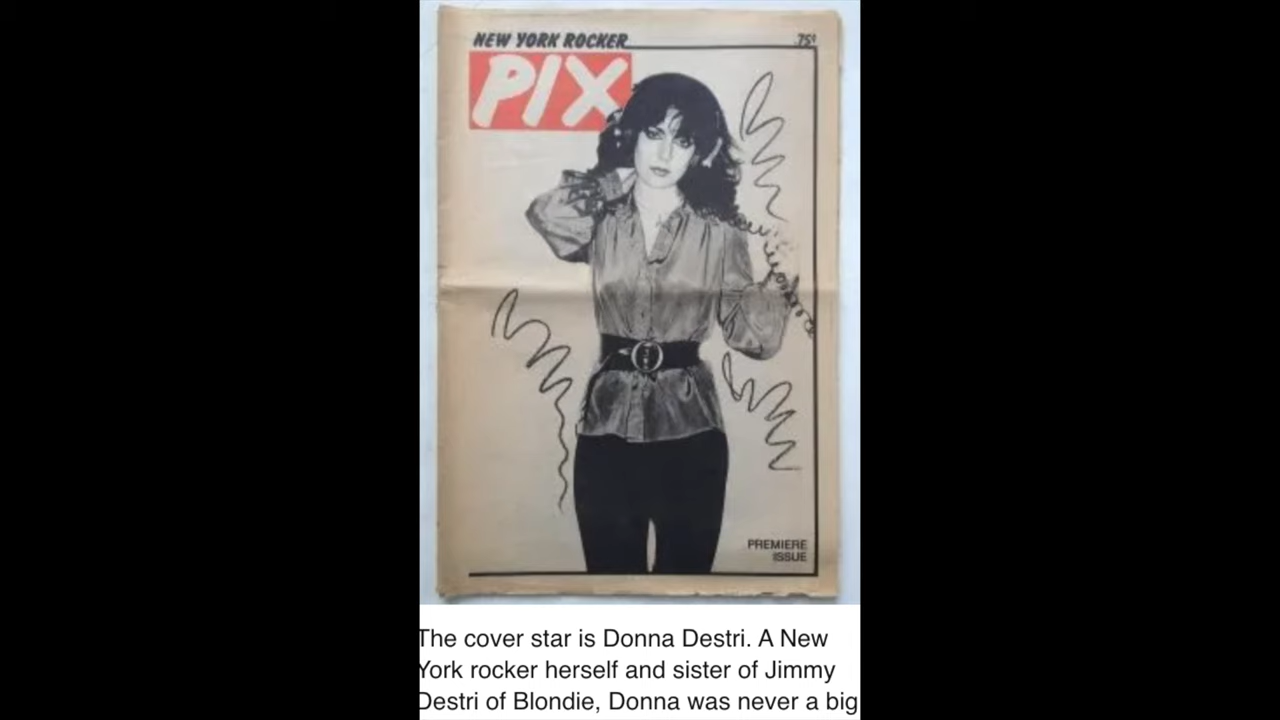 NEW YORK ROCKER
75¢
PIX
PREMIERE
ISSUE
The cover star is Donna Destri. A New
York rocker herself and sister of Jimmy
Destri of Blondie, Donna was never a big